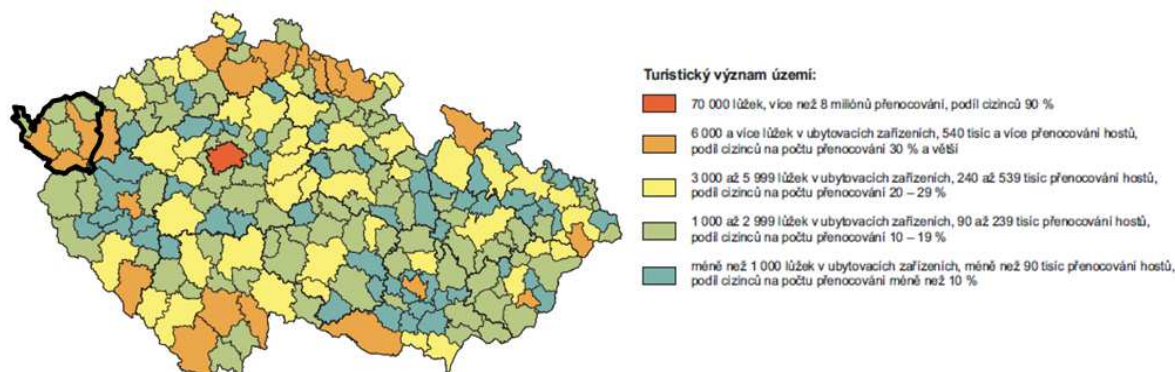 Turistický význam území:
70 000 lůžek, více než 8 miliónů přenocování, podíl cizinců 90 %
6 000 a více lůžek v ubytovacích zařízeních, 540 tisíc a více přenocování hostů,
podíl cizinců na počtu přenocování 30 % a větší
3 000 až 5 999 lůžek v ubytovacích zařízeních, 240 až 539 tisíc přenocování hostů,
podíl cizinců na počtu přenocování 20 – 29 %
1 000 až 2 999 lůžek v ubytovacích zařízeních, 90 až 239 tisíc přenocování hostů,
podíl cizinců na počtu přenocování 10 – 19 %
méně než 1 000 lůžek v ubytovacích zařízeních, méně než 90 tisíc přenocování hostů,
podíl cizinců na počtu přenocování méně než 10 %